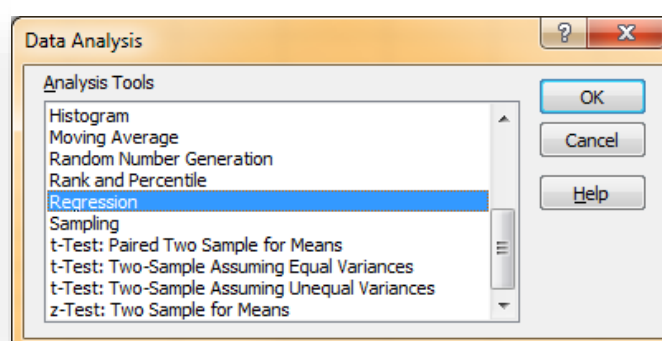 Data Analysis
?
X
Analysis Tools
Histogram
Moving Average
Random Number Generation
Rank and Percentile
Regression
Sampling
t-Test: Paired Two Sample for Means
t-Test: Two-Sample Assuming Equal Variances
t-Test: Two-Sample Assuming Unequal Variances
z-Test: Two Sample for Means
OK
Cancel
Help